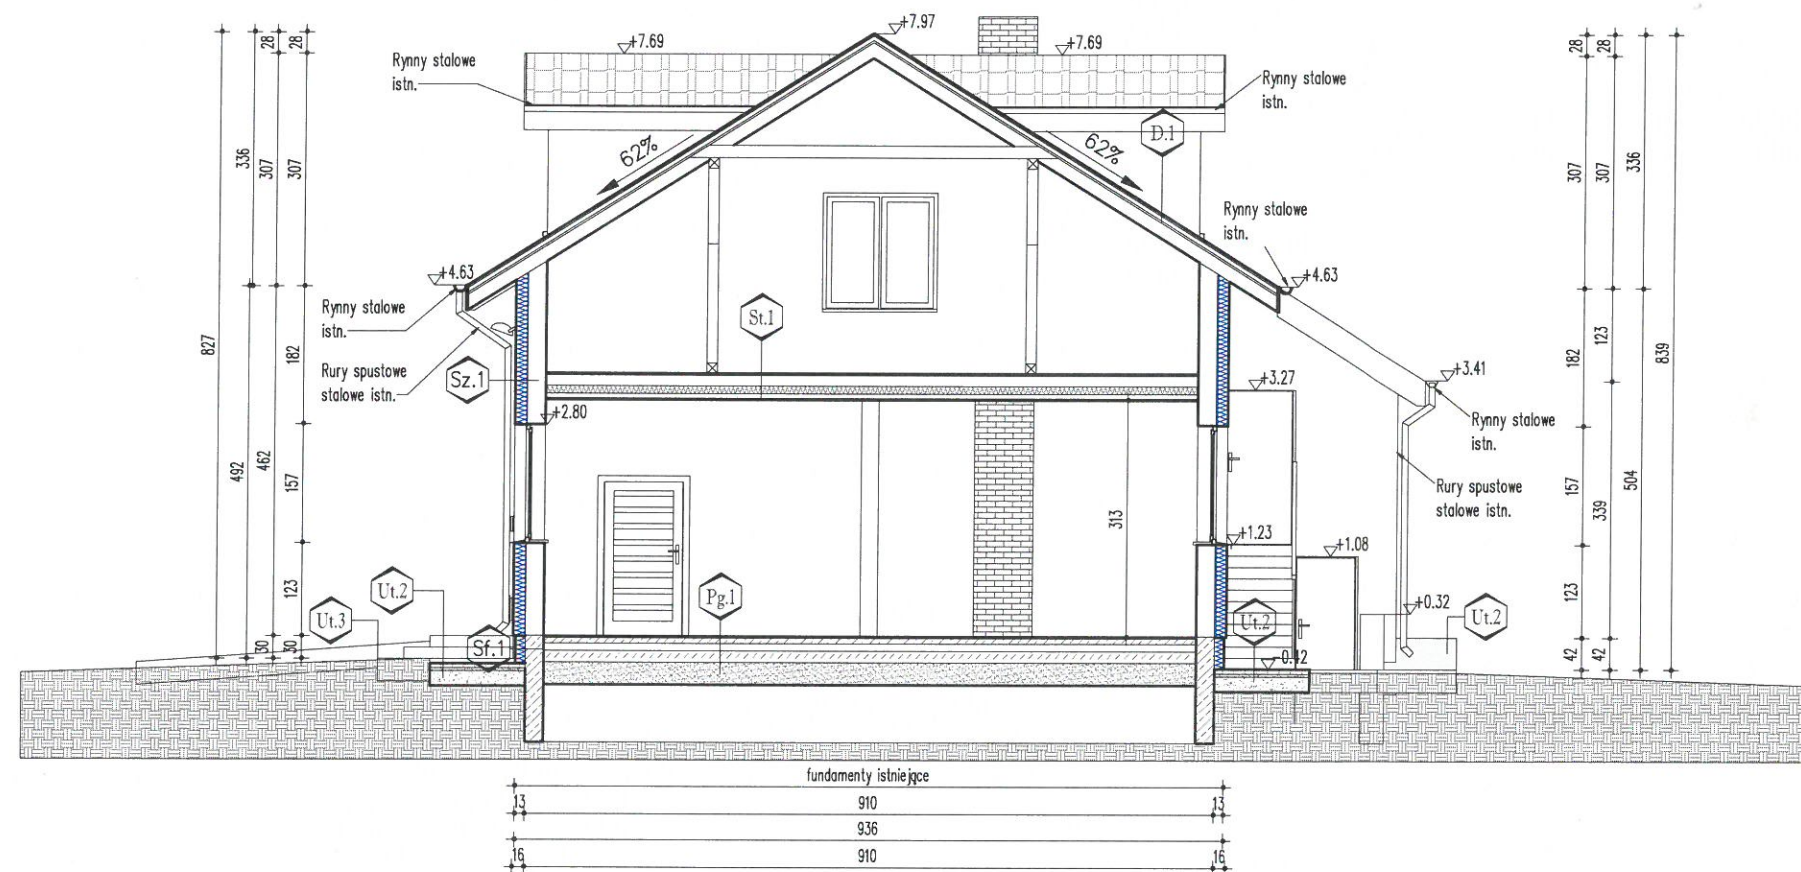 +7.97
+7.69
+7.69
28
28
28
28
Rynny stalowe
istn.
Rynny stalowe
istn.
D.1
62%
62%
336
307
307
307
307
336
Rynny stalowe
istn.
+4.63
+4.63
Rynny stalowe
istn.
St.1
827
182
182
123
839
Rury spustowe
stalowe istn.
Sz.1
+3.27
+3.41
+2.80
Rynny stalowe
istn.
492
462
157
313
157
339
504
Rury spustowe
stalowe istn.
+1.23
+1.08
123
123
Ut.2
Pg.1
+0.32
Ut.3
Ut.2
Ut.2
Sf.1
30
30
-0.42
42
42
fundamenty istniejące
13
910
13
936
16
910
16